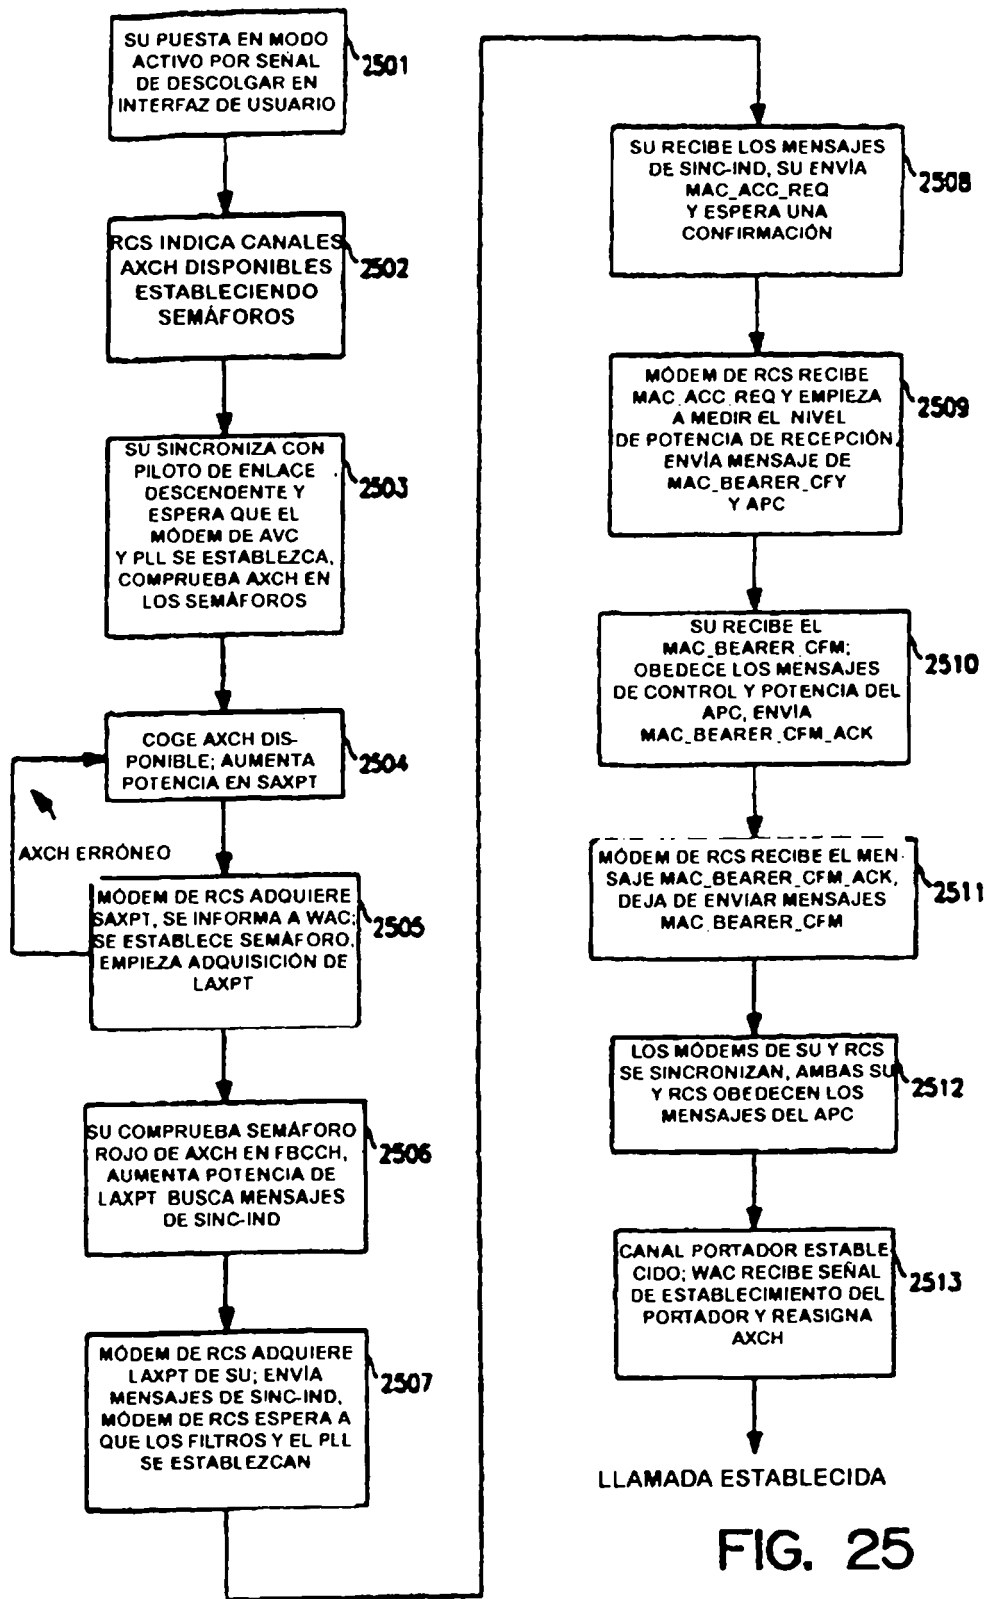 SU PUESTA EN MODO
ACTIVO POR SEÑAL
DE DESCOLGAR EN
INTERFAZ DE USUARIO
2501
RCS INDICA CANALES
AXCH DISPONIBLES
ESTABLECIENDO
SEMÁFOROS
2502
SU SINCRONIZA CON
PILOTO DE ENLACE
DESCENDENTE Y
ESPERA QUE EL
MÓDEM DE AVC
Y PLL SE ESTABLEZCA,
COMPRUEBA AXCH EN
LOS SEMÁFOROS
2503
COGE AXCH DIS-
PONIBLE; AUMENTA
POTENCIA EN SAXPT
2504
AXCH ERRÓNEO
MÓDEM DE RCS ADQUIERE
SAXPT, SE INFORMA A WAC;
SE ESTABLECE SEMÁFORO.
EMPIEZA ADQUISICIÓN DE
LAXPT
2505
SU COMPRUEBA SEMÁFORO
ROJO DE AXCH EN FBCCH,
AUMENTA POTENCIA DE
LAXPT BUSCA MENSAJES
DE SINC-IND
2506
MÓDEM DE RCS ADQUIERE
LAXPT DE SU; ENVÍA
MENSAJES DE SINC-IND,
MÓDEM DE RCS ESPERA A
QUE LOS FILTROS Y EL PLL
SE ESTABLEZCAN
2507
SU RECIBE LOS MENSAJES
DE SINC-IND, SU ENVÍA
MAC_ACC_REQ
Y ESPERA UNA
CONFIRMACIÓN
2508
MÓDEM DE RCS RECIBE
MAC_ACC_REQ Y EMPIEZA
A MEDIR EL NIVEL
DE POTENCIA DE RECEPCIÓN,
ENVÍA MENSAJE DE
MAC_BEARER_CFY
Y APC
2509
SU RECIBE EL
MAC_BEARER_CFM;
OBEDECE LOS MENSAJES
DE CONTROL Y POTENCIA DEL
APC, ENVÍA
MAC_BEARER_CFM_ACK
2510
MÓDEM DE RCS RECIBE EL MEN-
SAJE MAC_BEARER_CFM_ACK,
DEJA DE ENVIAR MENSAJES
MAC_BEARER_CFM
2511
LOS MÓDEMS DE SU Y RCS
SE SINCRONIZAN, AMBAS SU
Y RCS OBEDECEN LOS
MENSAJES DEL APC
2512
CANAL PORTADOR ESTABLE
CIDO; WAC RECIBE SEÑAL
DE ESTABLECIMIENTO DEL
PORTADOR Y REASIGNA
AXCH
2513
LLAMADA ESTABLECIDA
FIG. 25